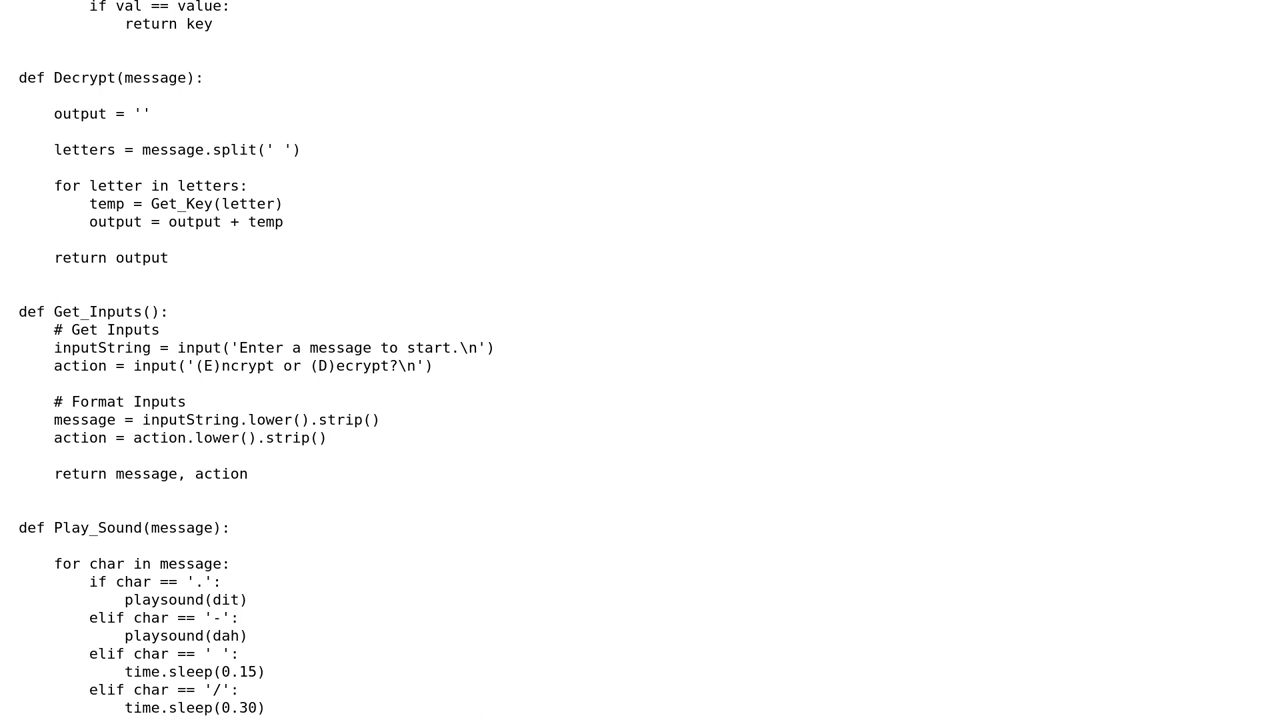 if val == value:
            return key


def Decrypt(message):

    output = ''

    letters = message.split(' ')

    for letter in letters:
        temp = Get_Key(letter)
        output = output + temp

    return output


def Get_Inputs():
    # Get Inputs
    inputString = input('Enter a message to start.\n')
    action = input('(E)ncrypt or (D)ecrypt?\n')

    # Format Inputs
    message = inputString.lower().strip()
    action = action.lower().strip()

    return message, action


def Play_Sound(message):

    for char in message:
        if char == '.':
            playsound(dit)
        elif char == '-':
            playsound(dah)
        elif char == ' ':
            time.sleep(0.15)
        elif char == '/':
            time.sleep(0.30)